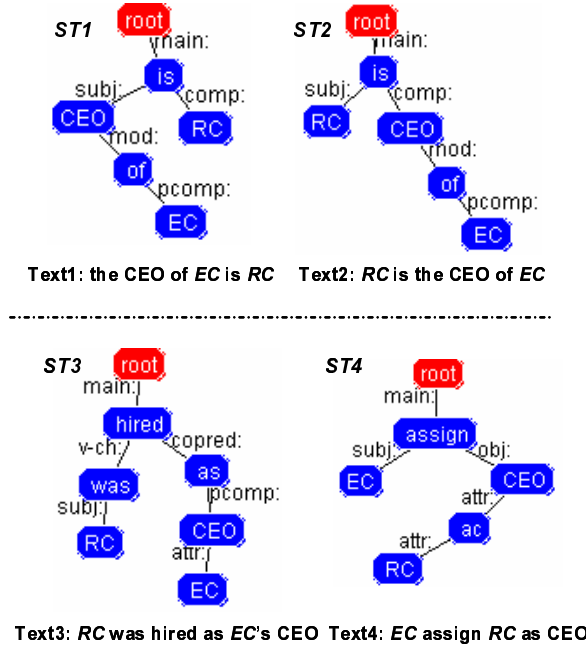 ST1
root
main:
is
subj:
comp:
CEO
RC
mod:
of
pcomp:
EC
Text1: the CEO of EC is RC
ST2
root
main:
is
subj:
comp:
RC
CEO
mod:
of
pcomp:
EC
Text2: RC is the CEO of EC
ST3
root
main:
hired
v-ch:
copred:
was
as
subj:
pcomp:
RC
CEO
attr:
EC
Text3: RC was hired as EC's CEO
ST4
root
main:
assign
subj:
obj:
EC
CEO
attr:
ac
attr:
RC
Text4: EC assign RC as CEO